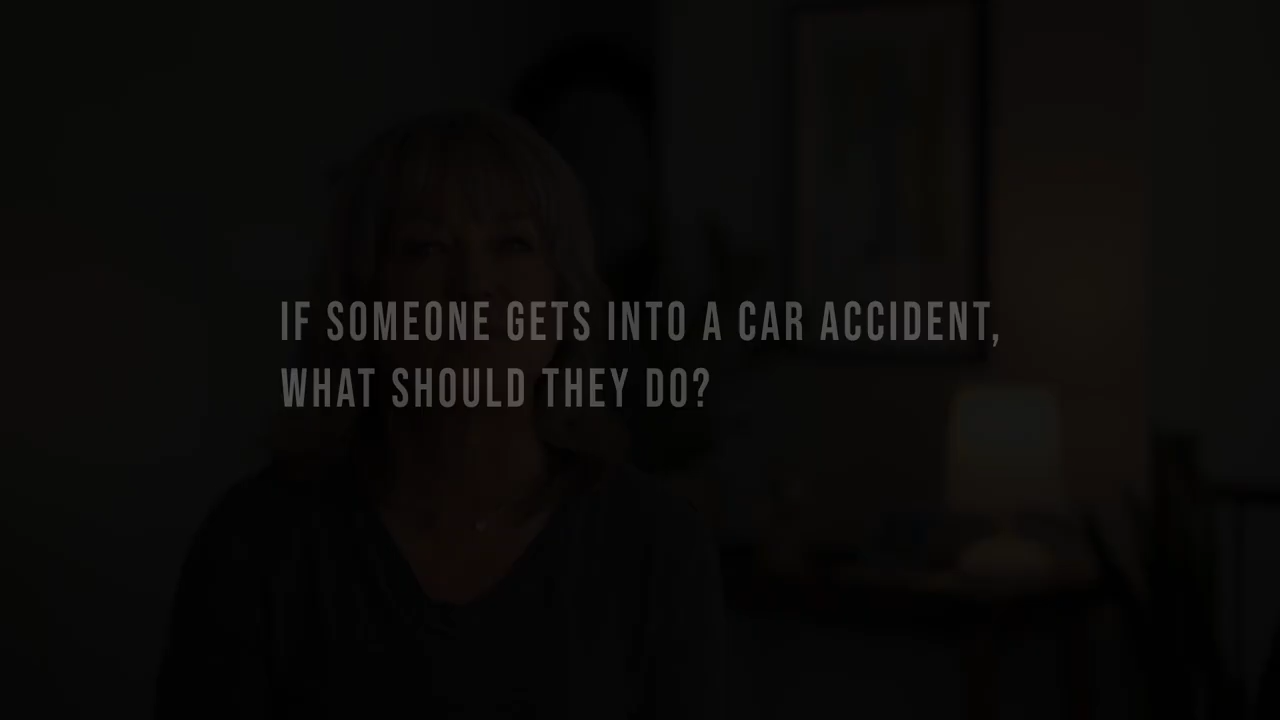 IF SOMEONE GETS INTO A CAR ACCIDENT,
WHAT SHOULD THEY DO?